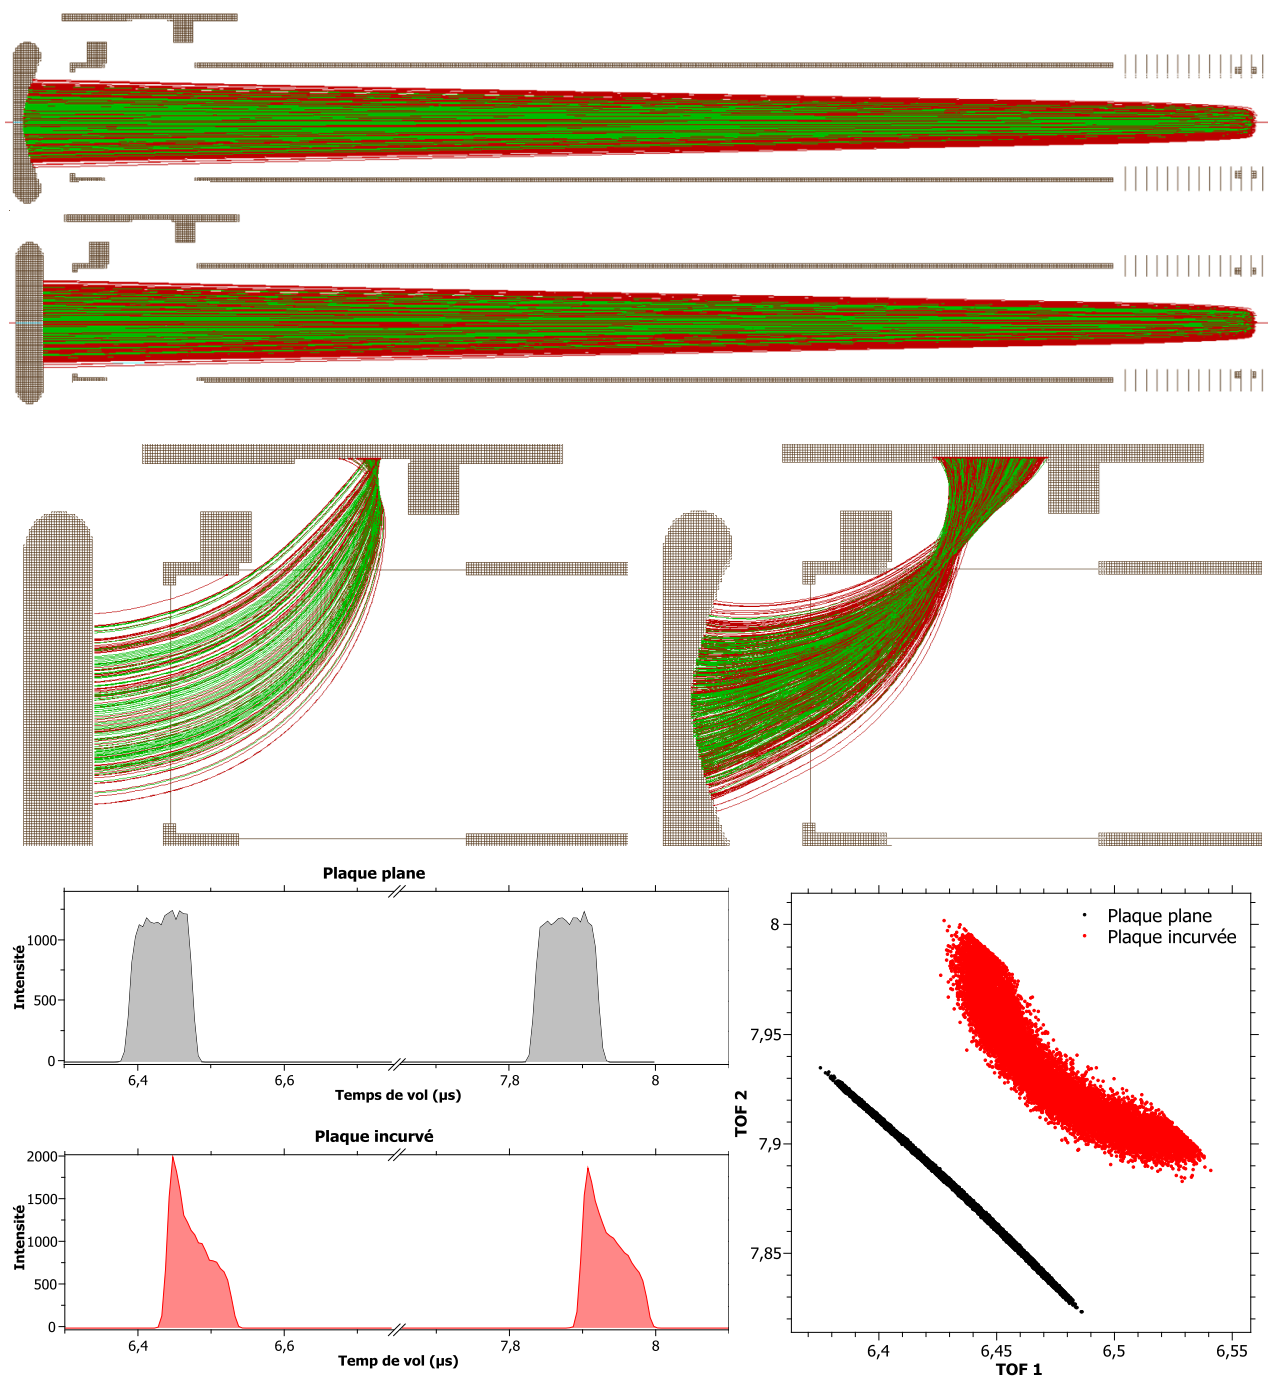 Plaque plane
Intensité
1000
500
0
6,4
6,6
7,8
8
Temps de vol (µs)
Plaque incurvé
Intensité
2000
1500
1000
500
0
6,4
6,6
7,8
8
Temp de vol (µs)
Plaque plane
Plaque incurvée
TOF 2
8
7,95
7,9
7,85
6,4
6,45
6,5
6,55
TOF 1